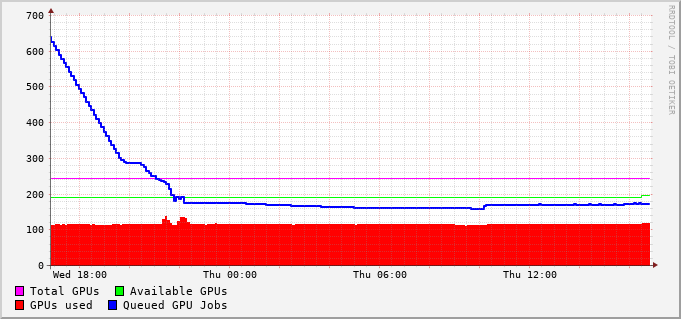 700
600
500
400
300
200
100
0
Wed 18:00 Thu 00:00 Thu 06:00 Thu 12:00
Total GPUs Available GPUs
GPUs used Queued GPU Jobs
RRDTOOL / TOBI OETIKER